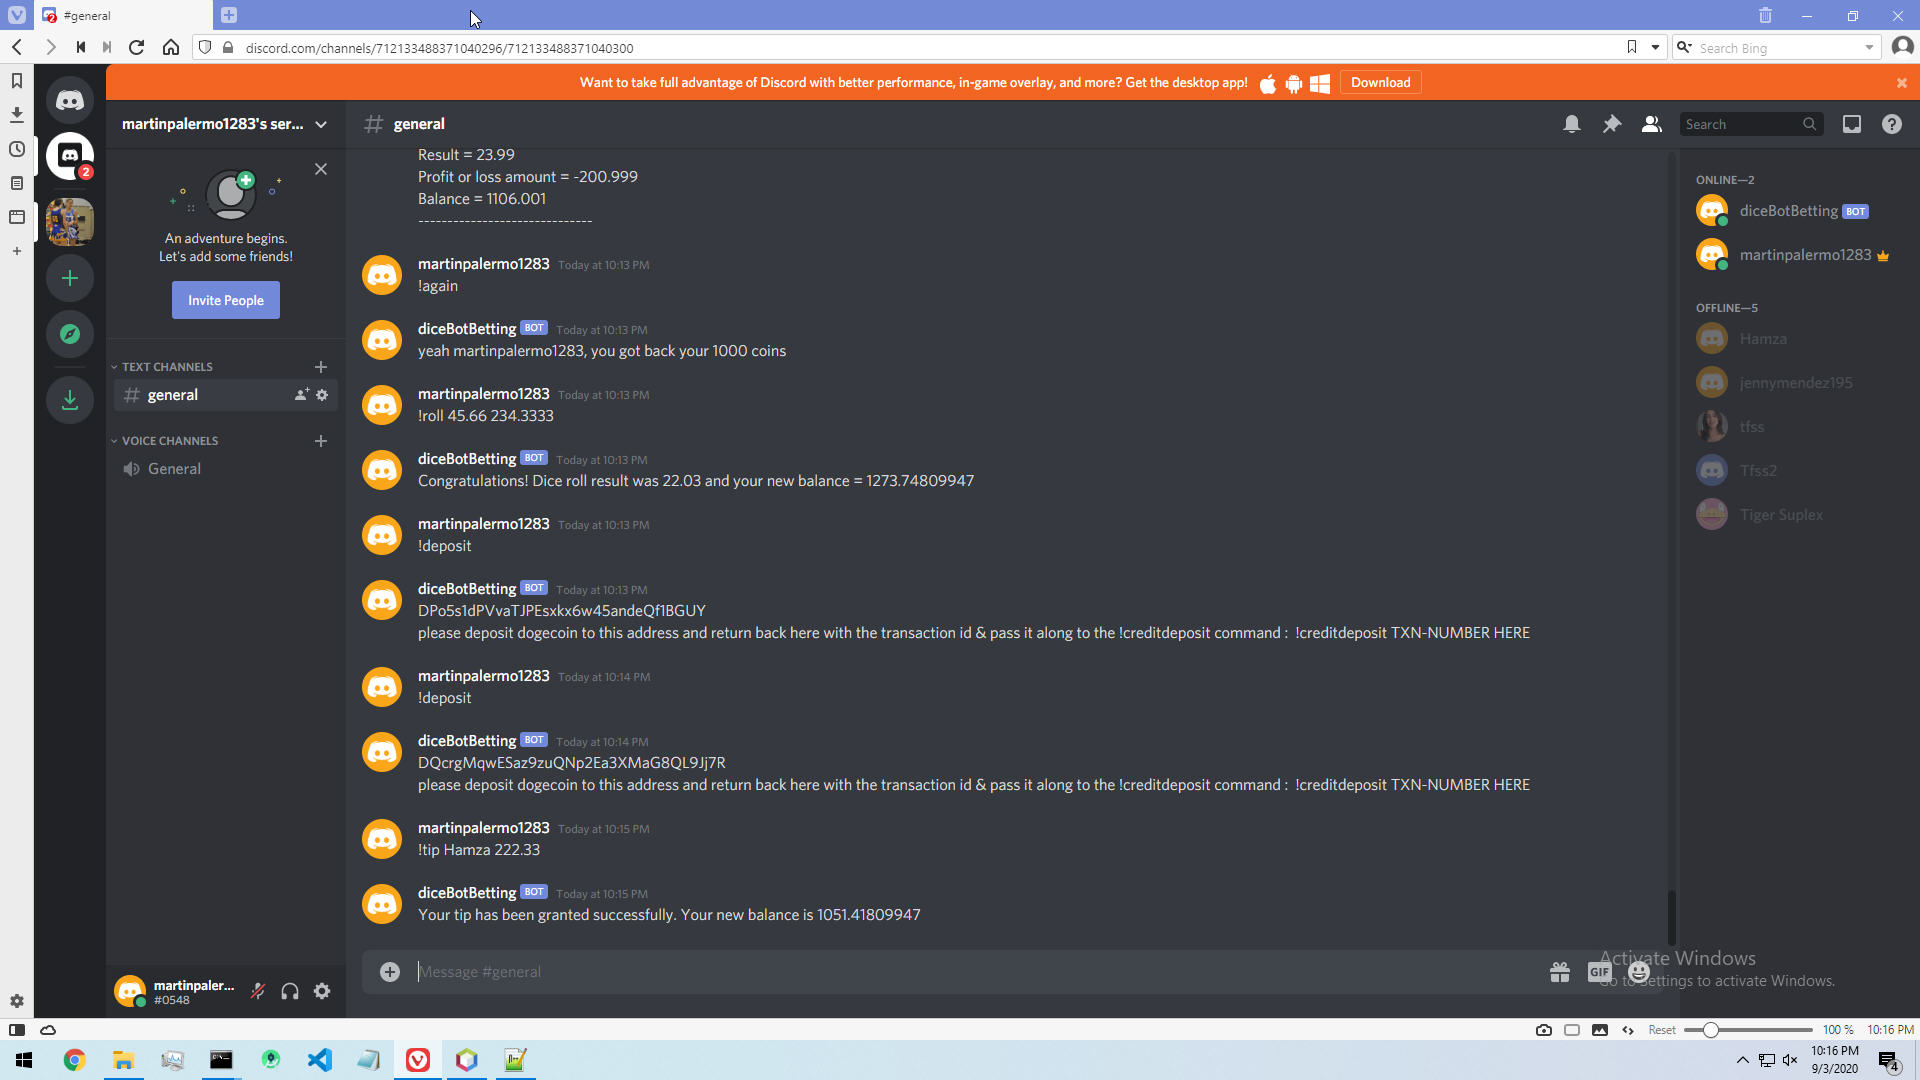 #general
discord.com/channels/712133488371040296/712133488371040300
Search Bing
Want to take full advantage of Discord with better performance, in-game overlay, and more? Get the desktop app!
Download
2
martinpalermo1283's ser...
general
Search
An adventure begins.
Let's add some friends!
Invite People
TEXT CHANNELS
general
VOICE CHANNELS
General
Result = 23.99
Profit or loss amount = -200.999
Balance = 1106.001
------------------------------
martinpalermo1283 Today at 10:13 PM
!again
diceBotBetting BOT Today at 10:13 PM
yeah martinpalermo1283, you got back your 1000 coins
martinpalermo1283 Today at 10:13 PM
!roll 45.66 234.3333
diceBotBetting BOT Today at 10:13 PM
Congratulations! Dice roll result was 22.03 and your new balance = 1273.74809947
martinpalermo1283 Today at 10:13 PM
!deposit
diceBotBetting BOT Today at 10:13 PM
DPo5s1dPVvaTJPEsxkx6w45andeQf1BGUY
please deposit dogecoin to this address and return back here with the transaction id & pass it along to the !creditdeposit command : !creditdeposit TXN-NUMBER HERE
martinpalermo1283 Today at 10:14 PM
!deposit
diceBotBetting BOT Today at 10:14 PM
DQcrgMqwESaz9zuQNp2Ea3XMaG8QL9Jj7R
please deposit dogecoin to this address and return back here with the transaction id & pass it along to the !creditdeposit command : !creditdeposit TXN-NUMBER HERE
martinpalermo1283 Today at 10:15 PM
!tip Hamza 222.33
diceBotBetting BOT Today at 10:15 PM
Your tip has been granted successfully. Your new balance is 1051.41809947
Message #general
GIF
ONLINE—2
diceBotBetting BOT
martinpalermo1283
OFFLINE—5
Hamza
jennymendez195
tfss
Tfss2
Tiger Suplex
Activate Windows
Go to Settings to activate Windows.
martinpaler...
#0548
Reset
100 %
10:16 PM
10:16 PM
9/3/2020
4